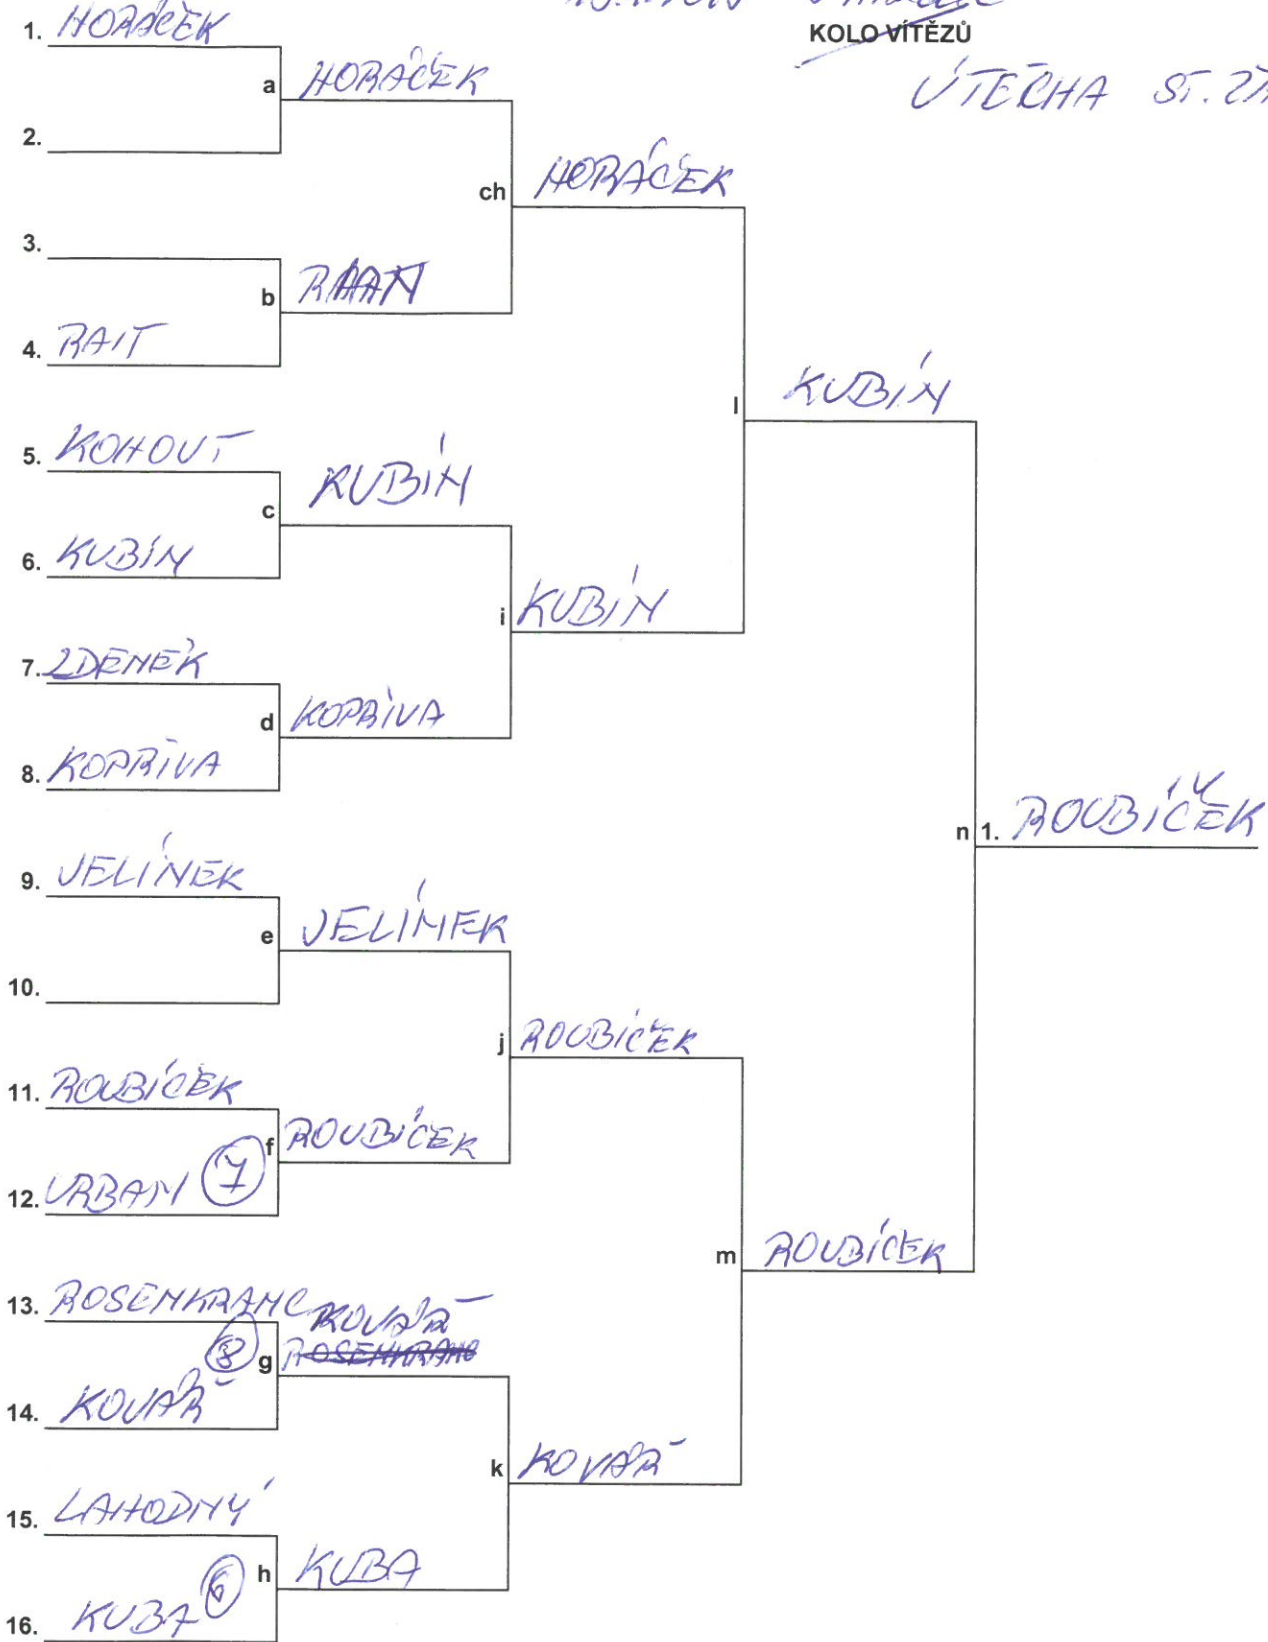 KOLO VÍTĚZŮ
ÚTĚCHA ST.
1. HORÁČEK
a HORÁČEK
2.
ch HORÁČEK
3.
b
4. RAIT
l KUBÍN
5. KOHOUT
c KUBÍN
6. KUBÍN
i KUBÍN
7. ZDENĚK
d KOPŘIVA
8. KOPŘIVA
n 1. ROUBÍČEK
9. JELÍNEK
e JELÍNEK
10.
j ROUBÍČEK
11. ROUBÍČEK
f ROUBÍČEK
12. URBAN 7
m ROUBÍČEK
13. ROSENKRANC
KOVÁŘ
8 g ROSENKRANC
14. KOVÁŘ
k KOVÁŘ
15. LAHODNÝ
h KUBA
16. KUBA 6